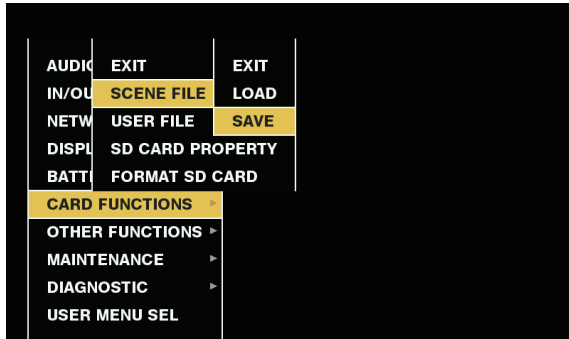 AUDI EXIT EXIT
IN/OU SCENE FILE LOAD
NETW USER FILE SAVE
DISPL SD CARD PROPERTY
BATT FORMAT SD CARD
CARD FUNCTIONS
OTHER FUNCTIONS
MAINTENANCE
DIAGNOSTIC
USER MENU SEL